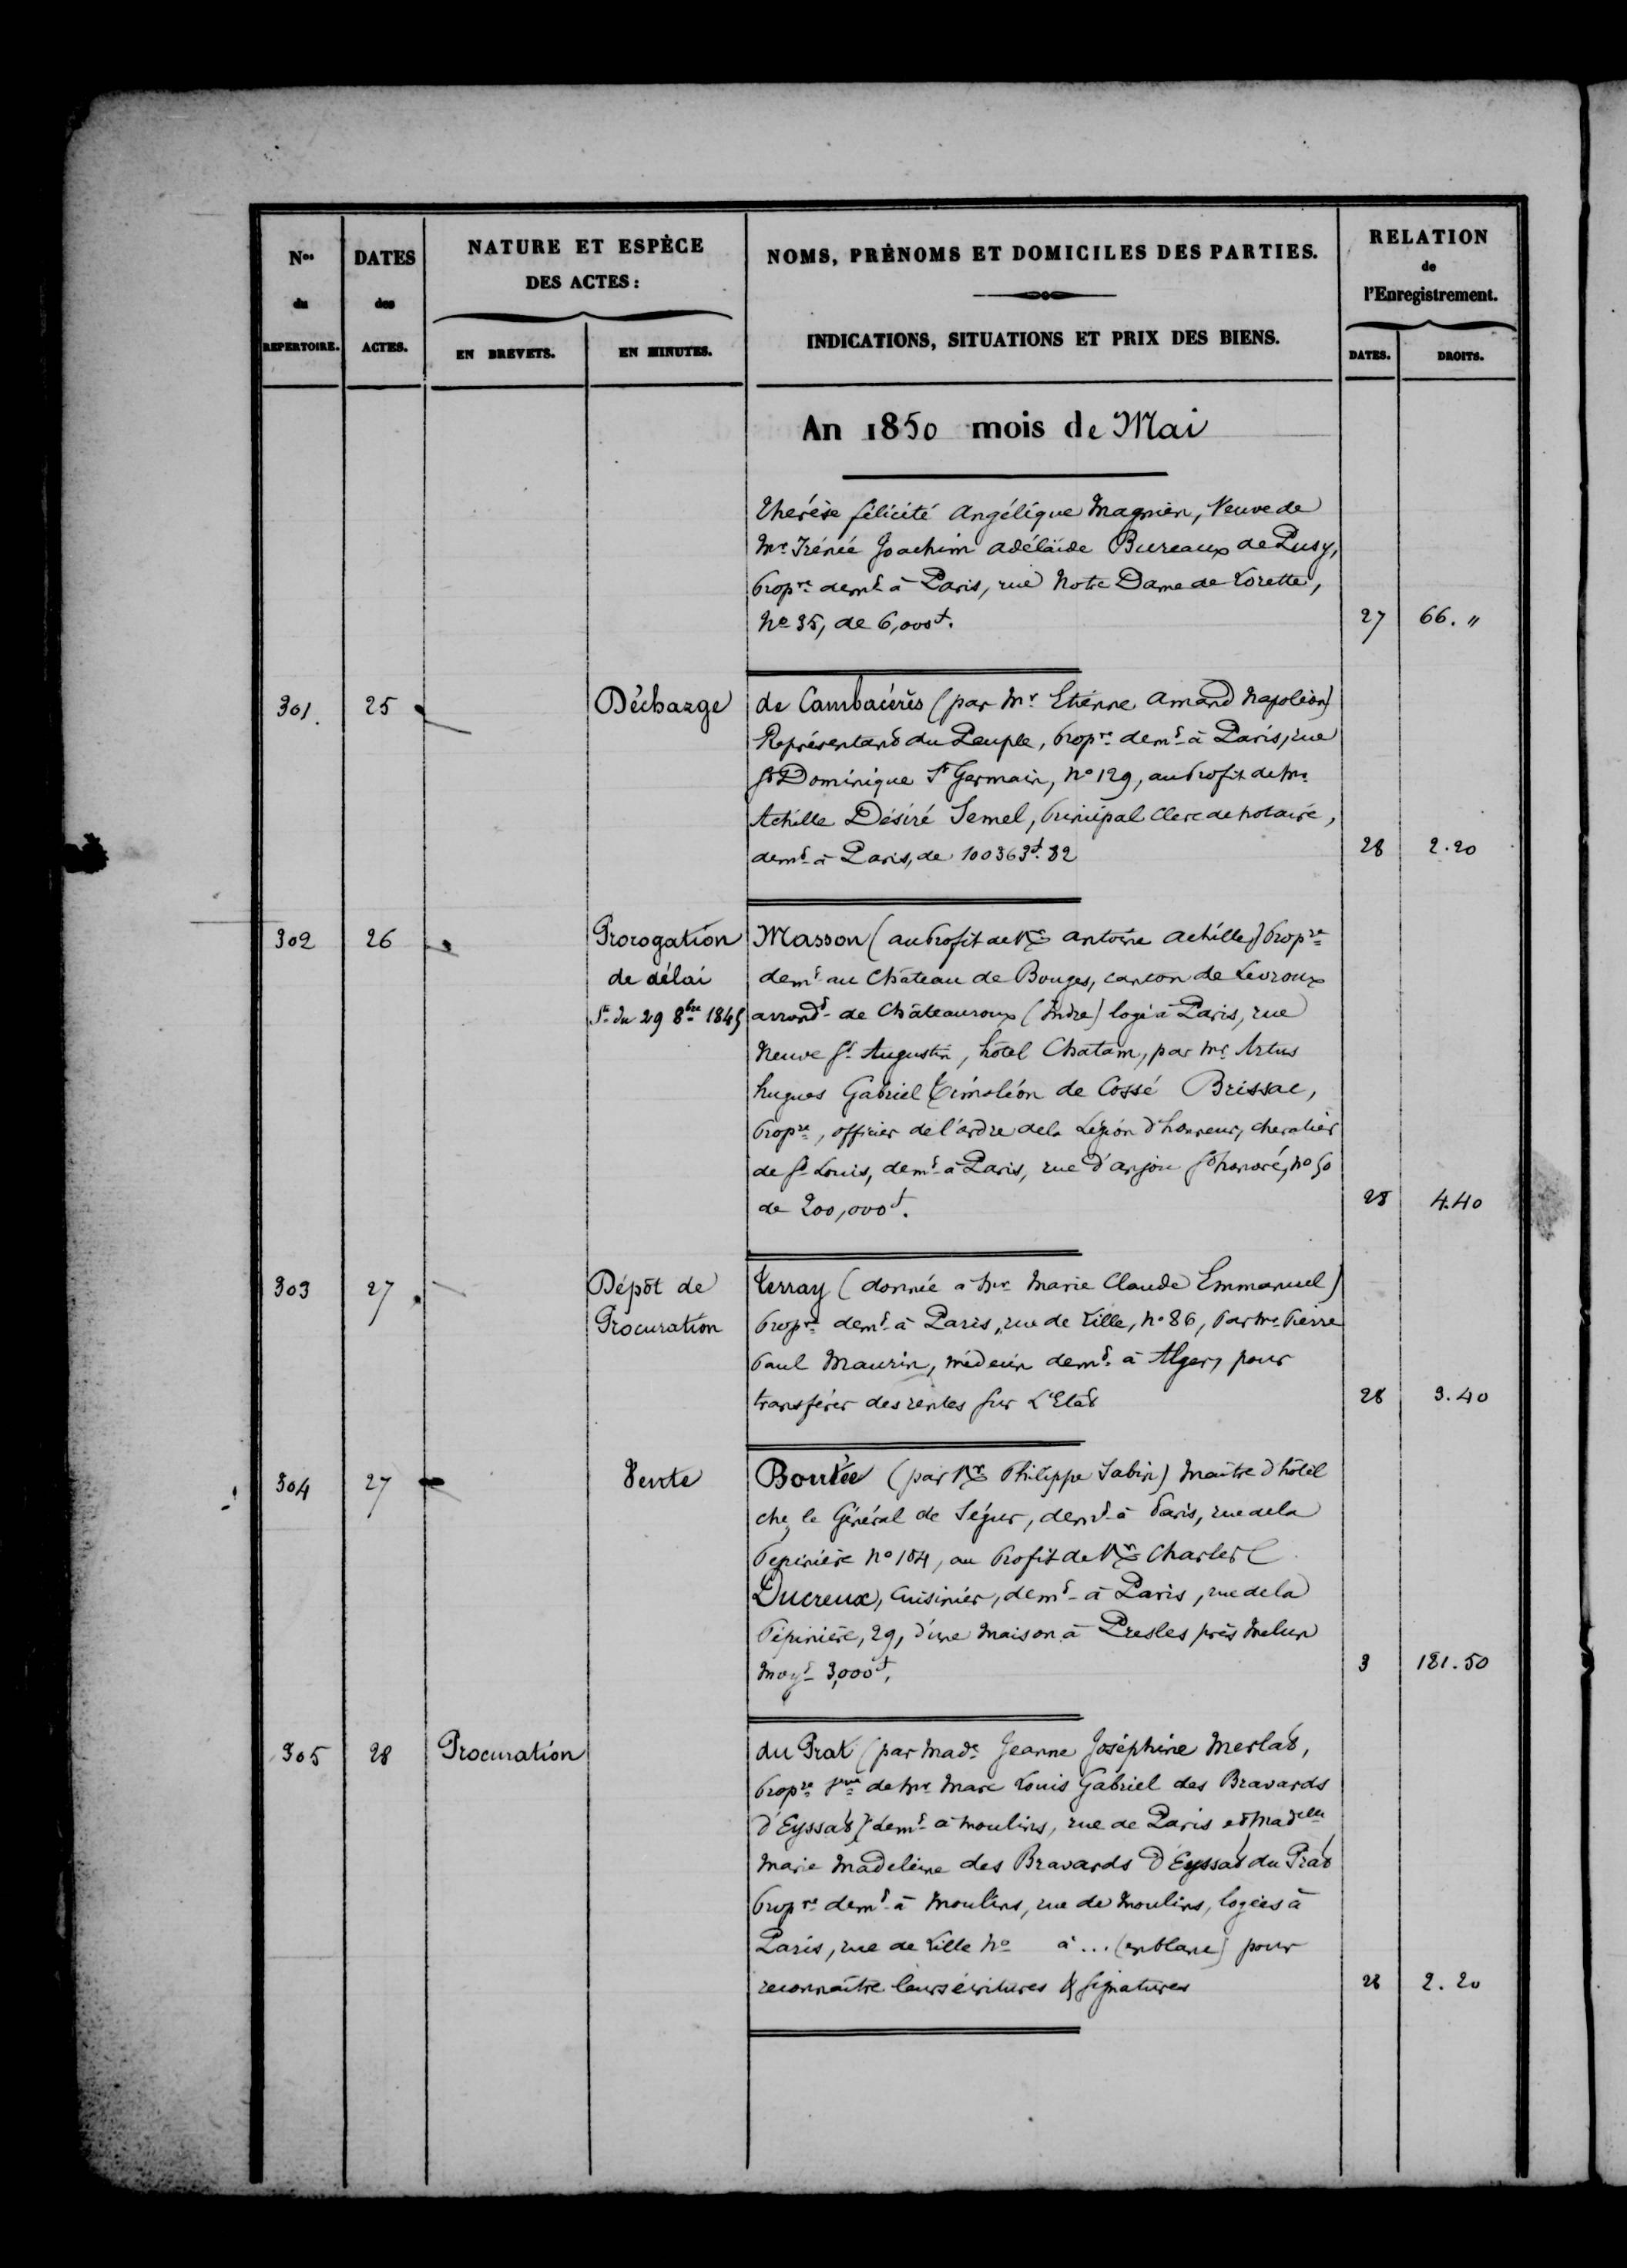 Nos du REPERTOIRE.
DATES des ACTES.
NATURE ET ESPÈCE DES ACTES :
EN BREVETS.
EN MINUTES.
NOMS, PRÉNOMS ET DOMICILES DES PARTIES.
INDICATIONS, SITUATIONS ET PRIX DES BIENS.
RELATION de l'Enregistrement.
DATES.
DROITS.
An 1850 mois de Mai
Thérèse félicité Angélique Magnien, Veuve de
Mr. Irénée Joachim Adélaïde Bureaux de Pusy,
propre. demt. à Paris, rue Notre Dame de Lorette,
No. 35, de 6,000f. 27 66. "
301. 25 Décharge de Cambacérès (par Mr. Etienne Amand Napoléon)
Représentant du Peuple, propre. demt. à Paris, rue
St Dominique St Germain, No 129, au profit de Mr.
Achille Désiré Semel, principal Clerc de notaire,
demt. à Paris, de 100363f. 82 28 2.20
302 26 Prorogation Masson (au profit de Mr. Antoine Achille) propre.
de délai demt. au Château de Bouges, canton de Levroux
St. du 29 8bre 1845 arrondt. de Châteauroux (Indre) logé à Paris, rue
Neuve St. Augustin, hôtel Chatam, par Mr. Artus
hugues Gabriel Timoléon de Cossé Brissac,
propre., officier de l'ordre de la Légion d'honneur, chevalier
de St. Louis, demt. à Paris, rue d'Anjou St honoré, no 50
de 200,000f. 28 4.40
303 27 Dépôt de Terray (donnée à Mr. Marie Claude Emmanuel)
Procuration propre. demt. à Paris, rue de Lille, No 86, par Mr. Pierre
Paul Maurin, médecin demt. à Alger, pour
transférer des rentes sur L'Etat 28 3.40
304 27 Vente Boutée (par Mr. Philippe Sabin) Maître d'hôtel
chez le Général de Ségur, demt. à Paris, rue de la
Pepinière No 104, au profit de Mr. Charles
Ducreux, Cuisinier, demt. à Paris, rue de la
Pépinière, 29, d'une Maison à Presles près Melun
moyt. 3,000f. 3 181.50
305 28 Procuration du Prat (par Made. Jeanne Joséphine Merlat,
propre. ve. de Mr. Marc Louis Gabriel des Bravards
d'Eyssat) demt. à Moulins, rue de Paris et Madelle
Marie Madeleine des Bravards D'Eyssat du Prat
propre. demt. à Moulins, rue de Moulins, logées à
Paris, rue de Lille No à ... (en blanc) pour
reconnaître leurs écritures & signatures 28 2.20